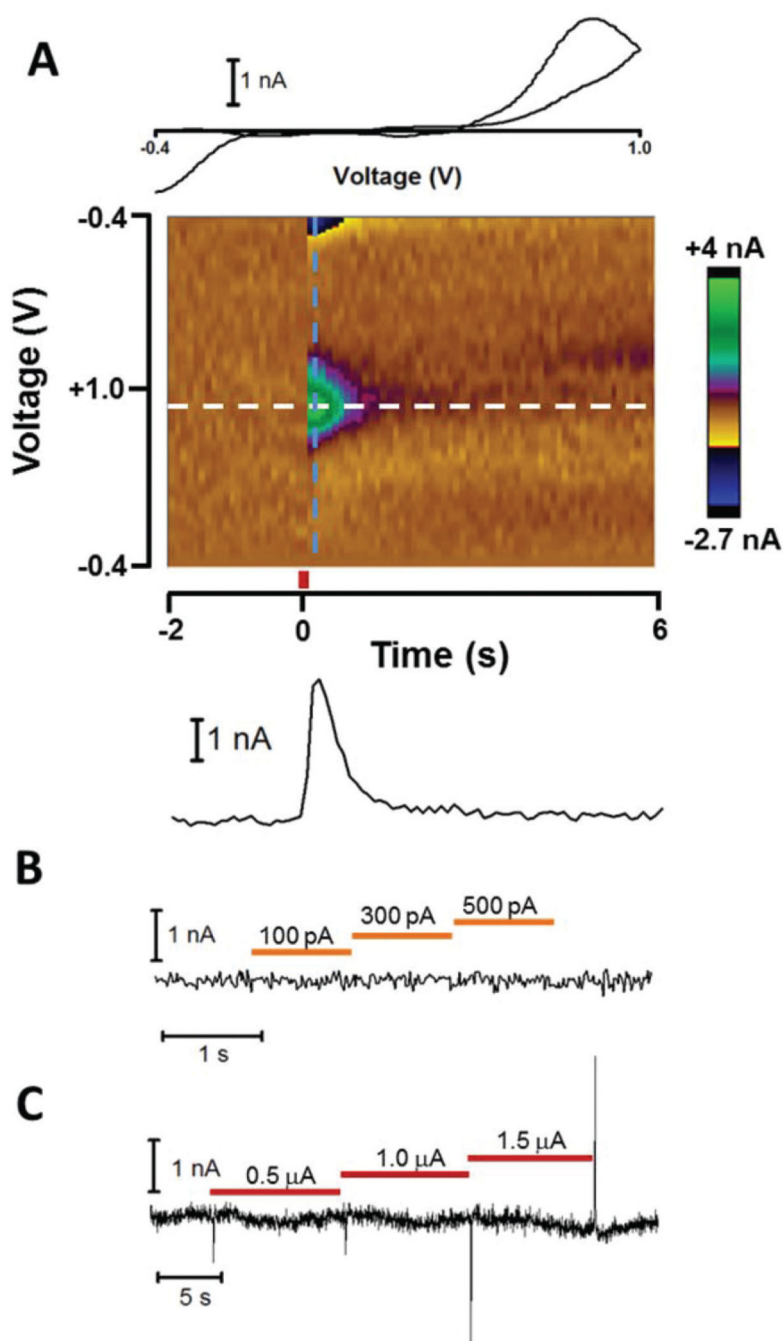 A
1 nA
-0.4
1.0
Voltage (V)
-0.4
+1.0
-0.4
Voltage (V)
+4 nA
-2.7 nA
-2
0
6
Time (s)
1 nA
B
1 nA
100 pA
300 pA
500 pA
1 s
C
1 nA
0.5 µA
1.0 µA
1.5 µA
5 s